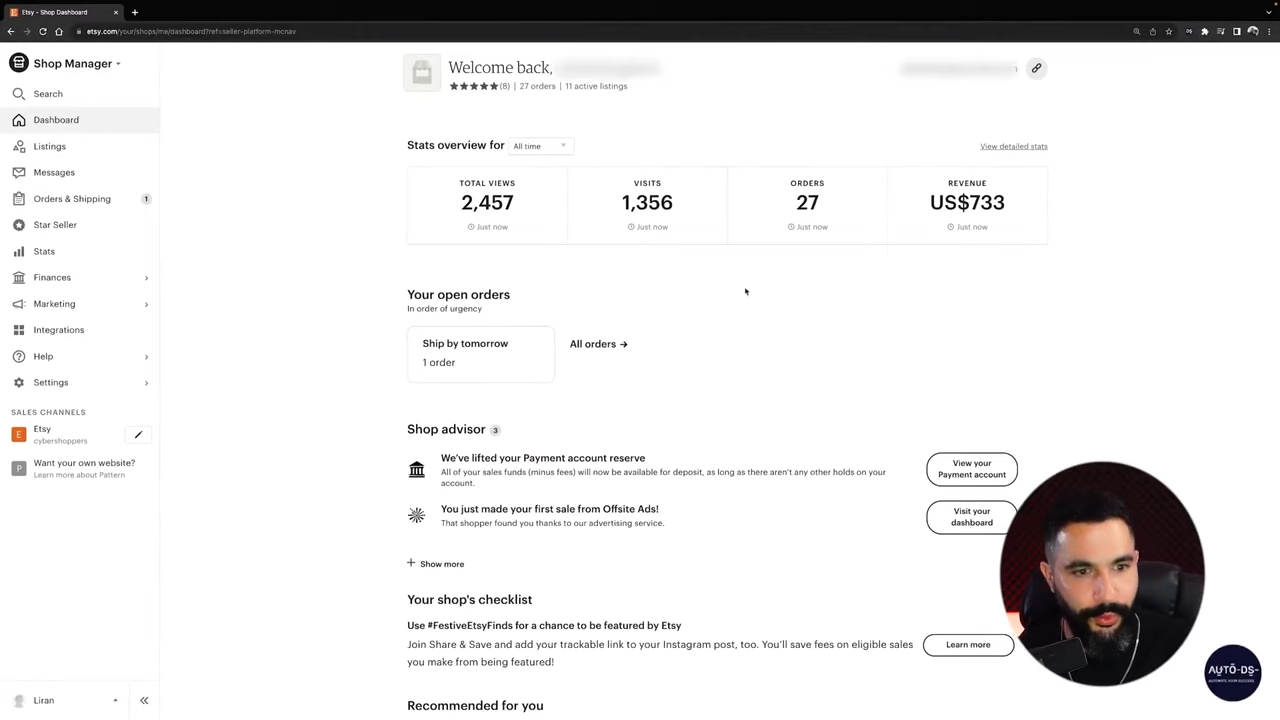 Etsy - Shop Dashboard
etsy.com/your/shops/me/dashboard?ref=seller-platform-mcnav
Shop Manager
Search
Dashboard
Listings
Messages
Orders & Shipping 1
Star Seller
Stats
Finances
Marketing
Integrations
Help
Settings
SALES CHANNELS
E Etsy
cybershoppers
P Want your own website?
Learn more about Pattern
Liran
Welcome back,
(8) | 27 orders | 11 active listings
Stats overview for All time View detailed stats
TOTAL VIEWS VISITS ORDERS REVENUE
2,457 1,356 27 US$733
Just now Just now Just now Just now
Your open orders
In order of urgency
Ship by tomorrow
1 order
All orders →
Shop advisor 3
We've lifted your Payment account reserve
All of your sales funds (minus fees) will now be available for deposit, as long as there aren't any other holds on your
account.
View your
Payment account
You just made your first sale from Offsite Ads!
That shopper found you thanks to our advertising service.
Visit your
dashboard
+ Show more
Your shop's checklist
Use #FestiveEtsyFinds for a chance to be featured by Etsy
Join Share & Save and add your trackable link to your Instagram post, too. You'll save fees on eligible sales
you make from being featured!
Learn more
Recommended for you
AUTO-DS-
AUTOMATE YOUR SUCCESS